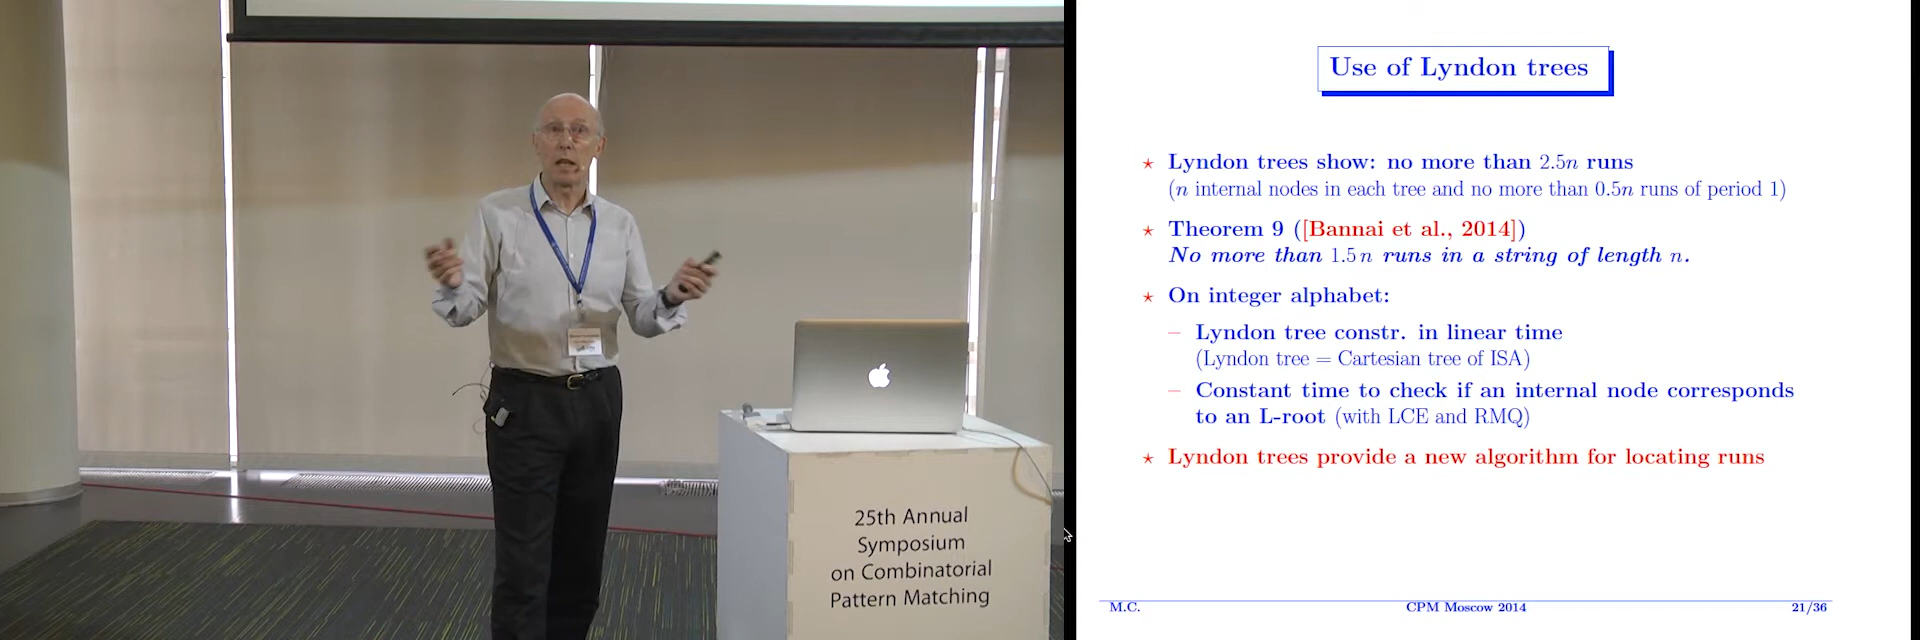 25th Annual
Symposium
on Combinatorial
Pattern Matching
Use of Lyndon trees
⋆ Lyndon trees show: no more than 2.5n runs
(n internal nodes in each tree and no more than 0.5n runs of period 1)
⋆ Theorem 9 ([Bannai et al., 2014])
No more than 1.5 n runs in a string of length n.
⋆ On integer alphabet:
– Lyndon tree constr. in linear time
(Lyndon tree = Cartesian tree of ISA)
– Constant time to check if an internal node corresponds
to an L-root (with LCE and RMQ)
⋆ Lyndon trees provide a new algorithm for locating runs
M.C. CPM Moscow 2014 21/36